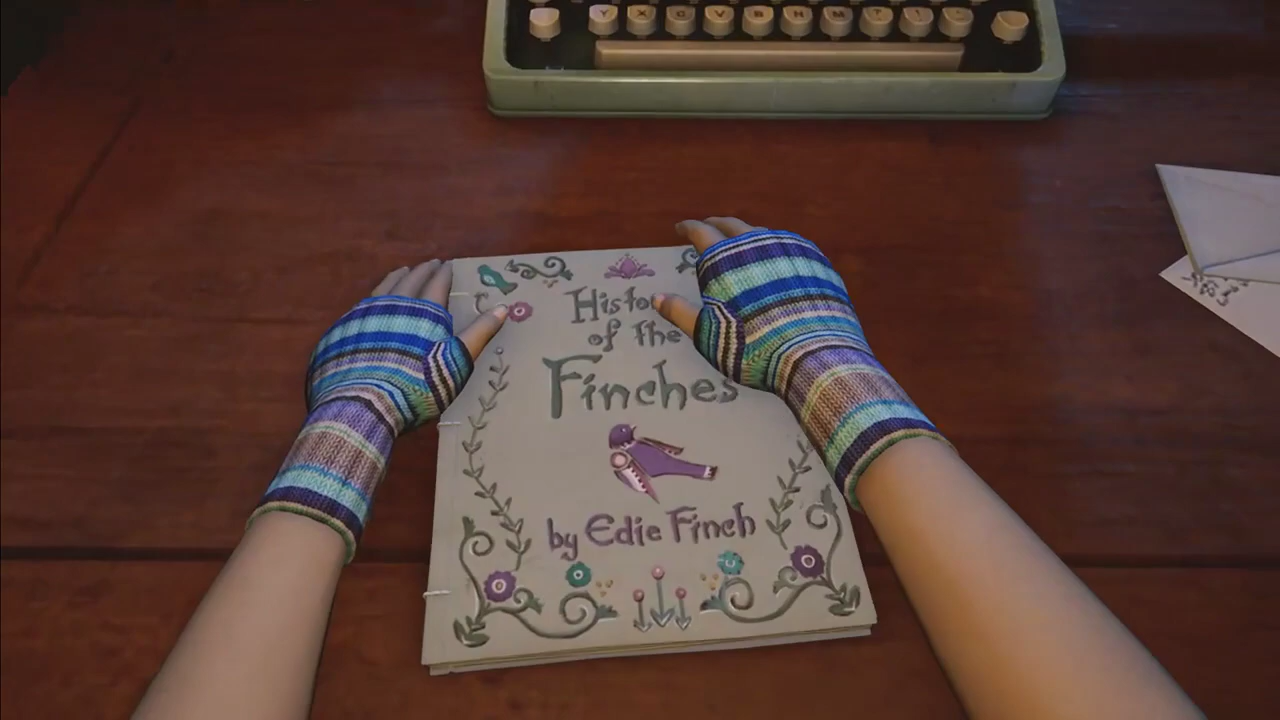 Y X C V B N M
Histo
of the
Finches
by Edie Finch